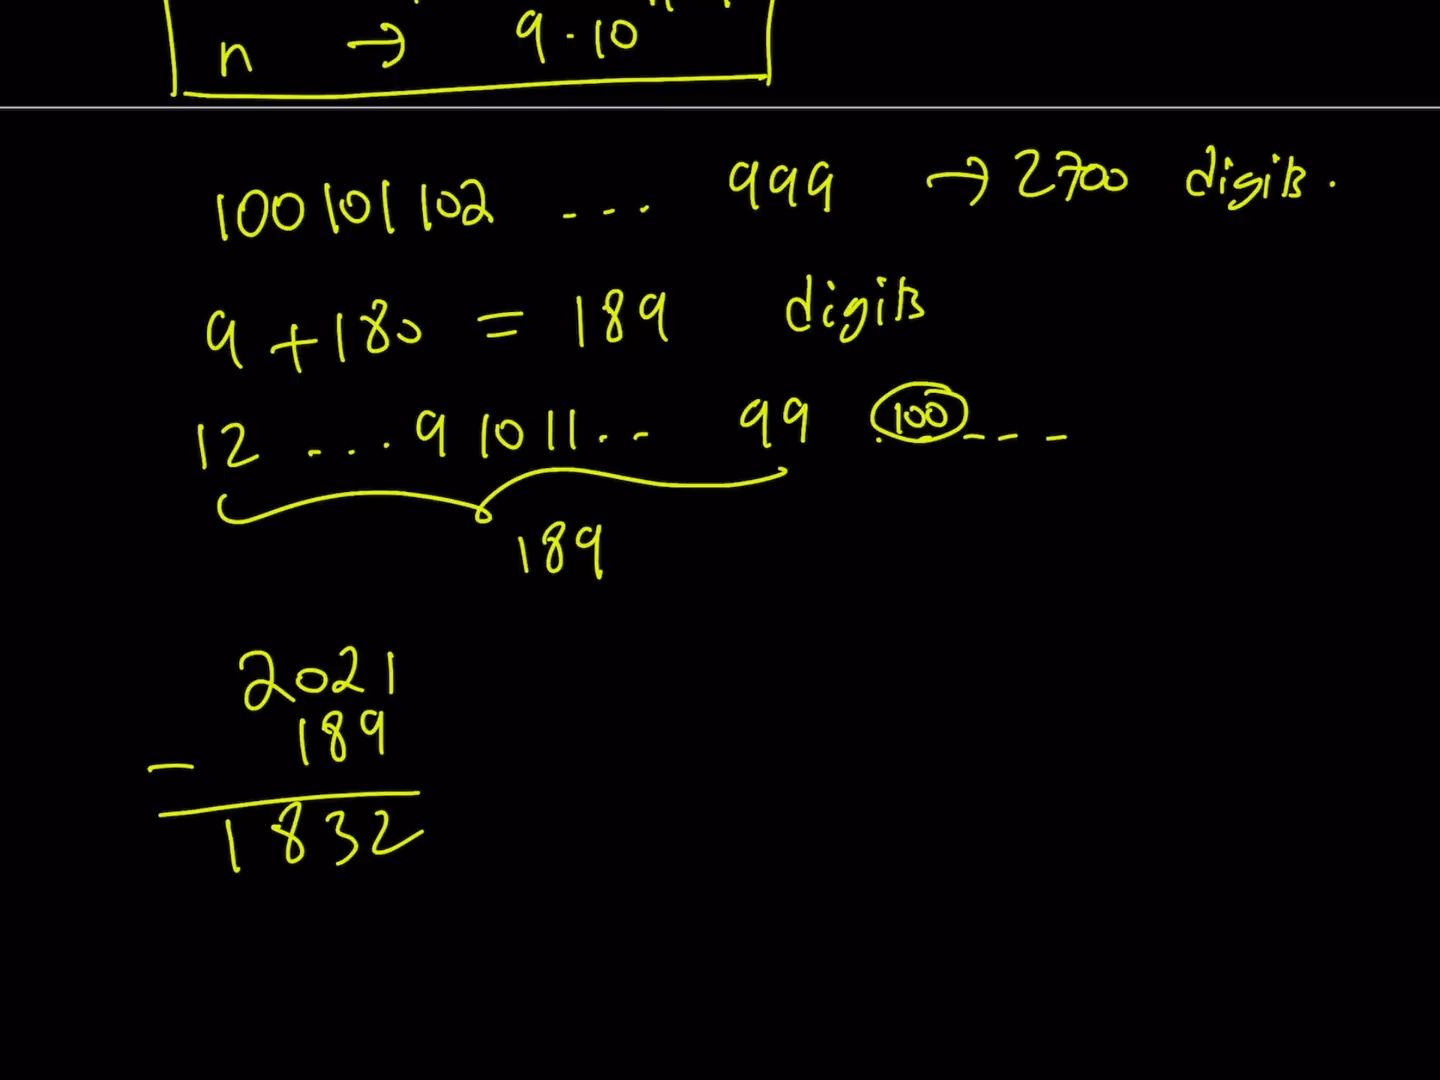 n → 9 · 10
100 101 102 ... 999 → 2700 digits.
9 + 180 = 189 digits
12 ... 9 10 11 .. 99 100 ---
189
2021
- 189
1832